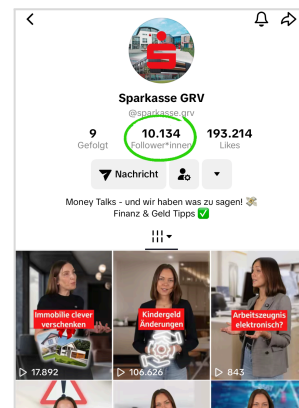 Sparkasse GRV
@sparkasse.grv
9 10.134 193.214
Gefolgt Follower*innen Likes
Nachricht
Money Talks - und wir haben was zu sagen! 💸
Finanz & Geld Tipps ✅
Immobilie clever
verschenken
17.892
Kindergeld
Änderungen
106.626
Arbeitszeugnis
elektronisch?
843